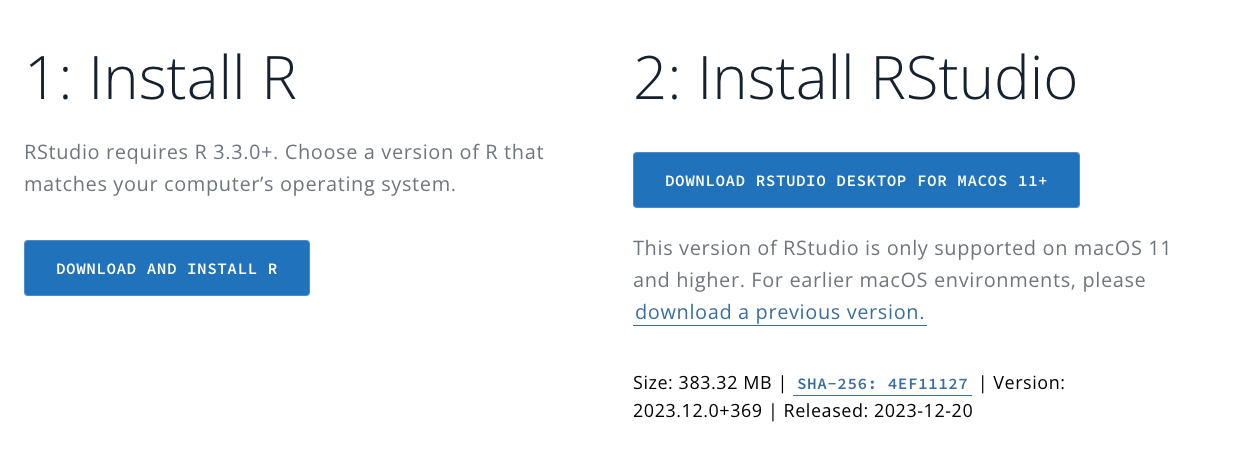 1: Install R
RStudio requires R 3.3.0+. Choose a version of R that
matches your computer’s operating system.
DOWNLOAD AND INSTALL R
2: Install RStudio
DOWNLOAD RSTUDIO DESKTOP FOR MACOS 11+
This version of RStudio is only supported on macOS 11
and higher. For earlier macOS environments, please
download a previous version.
Size: 383.32 MB | SHA-256: 4EF11127 | Version:
2023.12.0+369 | Released: 2023-12-20